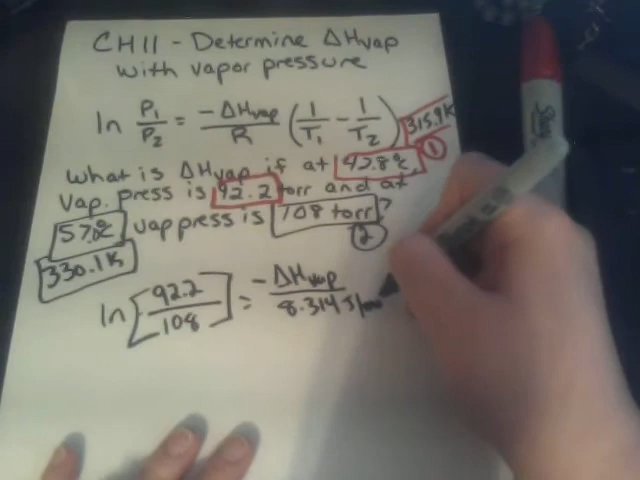 CH11 - Determine ΔHvap
with vapor pressure
ln P₁/P₂ = -ΔHvap/R (1/T₁ - 1/T₂) 315.9K
What is ΔHvap if at 42.8°C, ①
vap. press is 92.2 torr and at
57.0°C vap press is 108 torr? ②
330.1K
ln [92.2/108] = -ΔHvap/8.314 J/